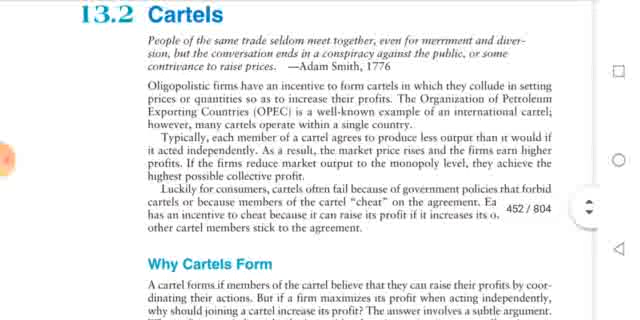 13.2 Cartels
People of the same trade seldom meet together, even for merriment and diver-
sion, but the conversation ends in a conspiracy against the public, or some
contrivance to raise prices. —Adam Smith, 1776
Oligopolistic firms have an incentive to form cartels in which they collude in setting
prices or quantities so as to increase their profits. The Organization of Petroleum
Exporting Countries (OPEC) is a well-known example of an international cartel;
however, many cartels operate within a single country.
Typically, each member of a cartel agrees to produce less output than it would if
it acted independently. As a result, the market price rises and the firms earn higher
profits. If the firms reduce market output to the monopoly level, they achieve the
highest possible collective profit.
Luckily for consumers, cartels often fail because of government policies that forbid
cartels or because members of the cartel “cheat” on the agreement. Ea
has an incentive to cheat because it can raise its profit if it increases its o
452 / 804
other cartel members stick to the agreement.
Why Cartels Form
A cartel forms if members of the cartel believe that they can raise their profits by coor-
dinating their actions. But if a firm maximizes its profit when acting independently,
why should joining a cartel increase its profit? The answer involves a subtle argument.